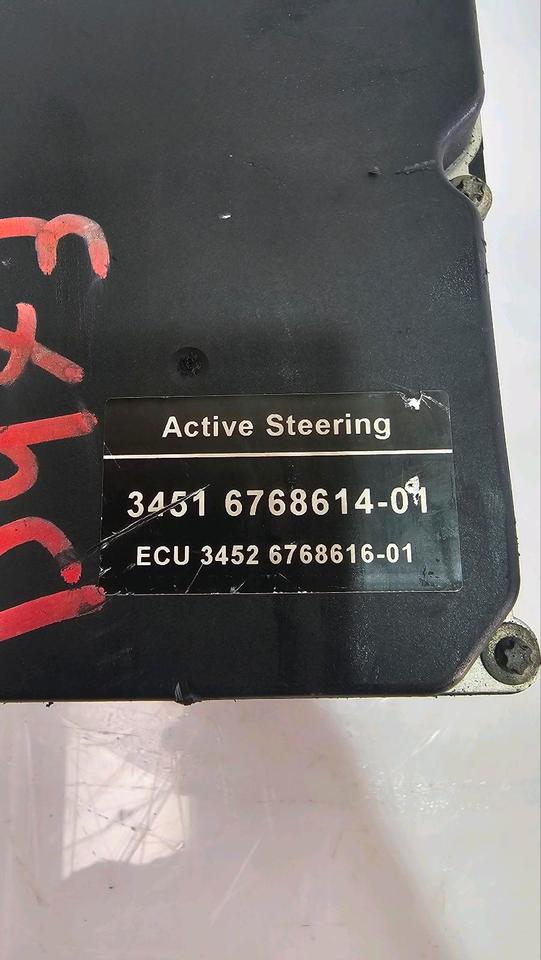 Active Steering
3451 6768614-01
ECU 3452 6768616-01